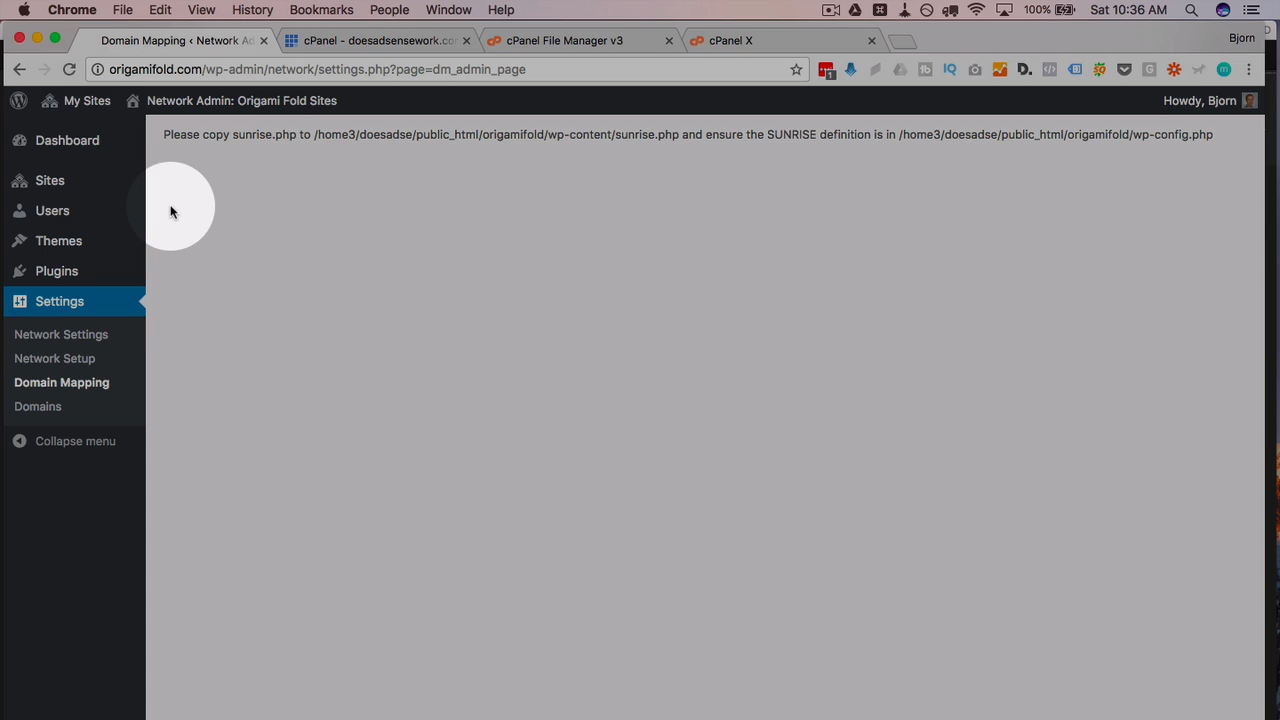 Chrome File Edit View History Bookmarks People Window Help 100% Sat 10:36 AM
Domain Mapping ‹ Network Ad cPanel - doesadsensework.con cPanel File Manager v3 cPanel X Bjorn
origamifold.com/wp-admin/network/settings.php?page=dm_admin_page
My Sites Network Admin: Origami Fold Sites Howdy, Bjorn
Please copy sunrise.php to /home3/doesadse/public_html/origamifold/wp-content/sunrise.php and ensure the SUNRISE definition is in /home3/doesadse/public_html/origamifold/wp-config.php
Dashboard
Sites
Users
Themes
Plugins
Settings
Network Settings
Network Setup
Domain Mapping
Domains
Collapse menu